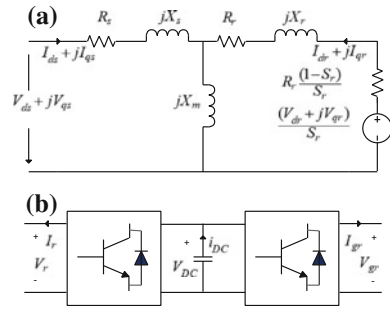 (a)
R_s jX_s R_r jX_r
I_ds + jI_qs I_dr + jI_qr
V_ds + jV_qs jX_m R_r (1-S_r)/S_r
(V_dr + jV_qr)/S_r
(b)
+ I_r + i_DC I_gr +
V_r V_DC V_gr
- - -